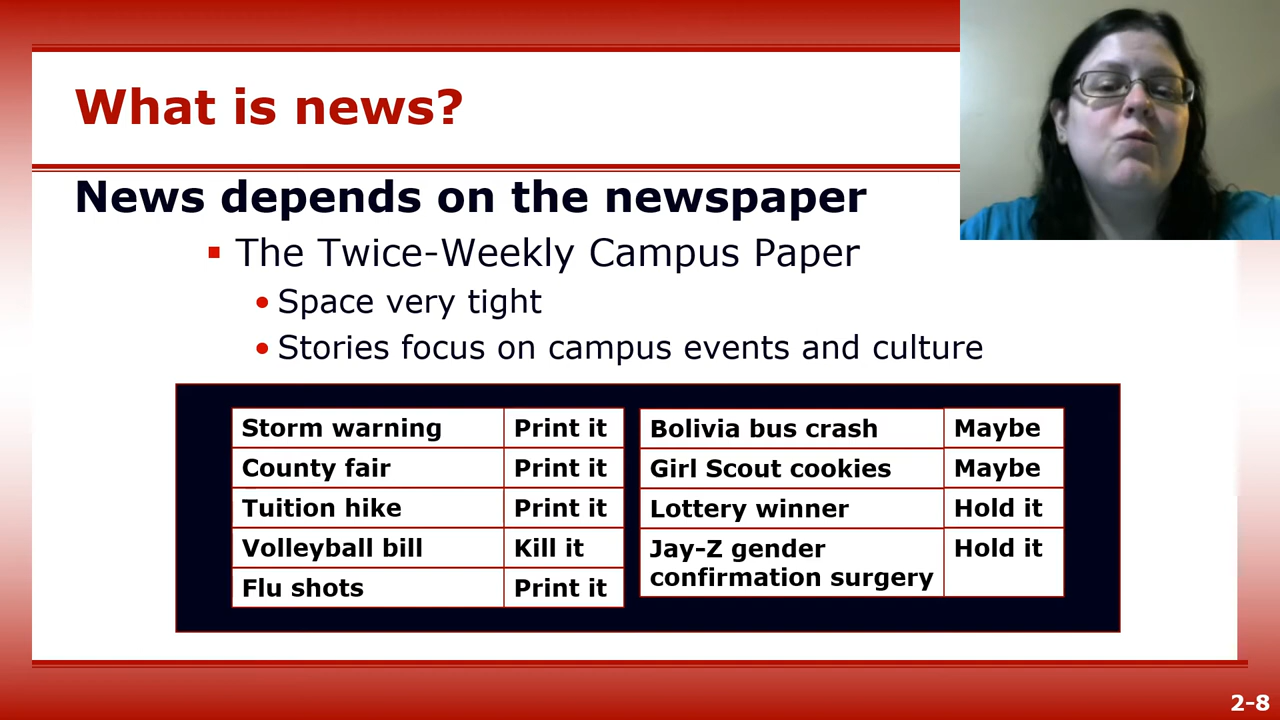 What is news?
News depends on the newspaper
The Twice-Weekly Campus Paper
Space very tight
Stories focus on campus events and culture
Storm warning Print it
County fair Print it
Tuition hike Print it
Volleyball bill Kill it
Flu shots Print it
Bolivia bus crash Maybe
Girl Scout cookies Maybe
Lottery winner Hold it
Jay-Z gender Hold it
confirmation surgery
2-8